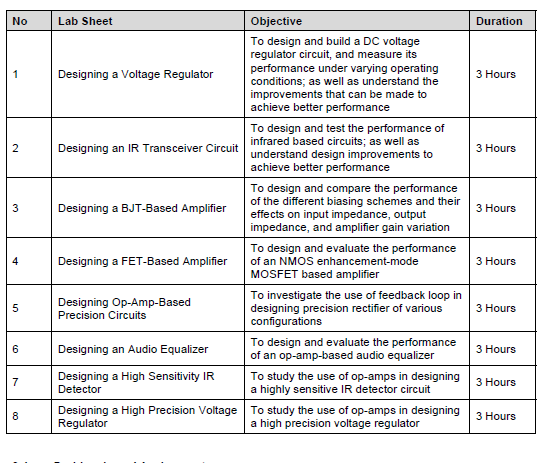 No Lab Sheet Objective Duration
1 Designing a Voltage Regulator To design and build a DC voltage
regulator circuit, and measure its
performance under varying operating
conditions; as well as understand the
improvements that can be made to
achieve better performance 3 Hours
2 Designing an IR Transceiver Circuit To design and test the performance of
infrared based circuits; as well as
understand design improvements to
achieve better performance 3 Hours
3 Designing a BJT-Based Amplifier To design and compare the performance
of the different biasing schemes and their
effects on input impedance, output
impedance, and amplifier gain variation 3 Hours
4 Designing a FET-Based Amplifier To design and evaluate the performance
of an NMOS enhancement-mode
MOSFET based amplifier 3 Hours
5 Designing Op-Amp-Based
Precision Circuits To investigate the use of feedback loop in
designing precision rectifier of various
configurations 3 Hours
6 Designing an Audio Equalizer To design and evaluate the performance
of an op-amp-based audio equalizer 3 Hours
7 Designing a High Sensitivity IR
Detector To study the use of op-amps in designing
a highly sensitive IR detector circuit 3 Hours
8 Designing a High Precision Voltage
Regulator To study the use of op-amps in designing
a high precision voltage regulator 3 Hours